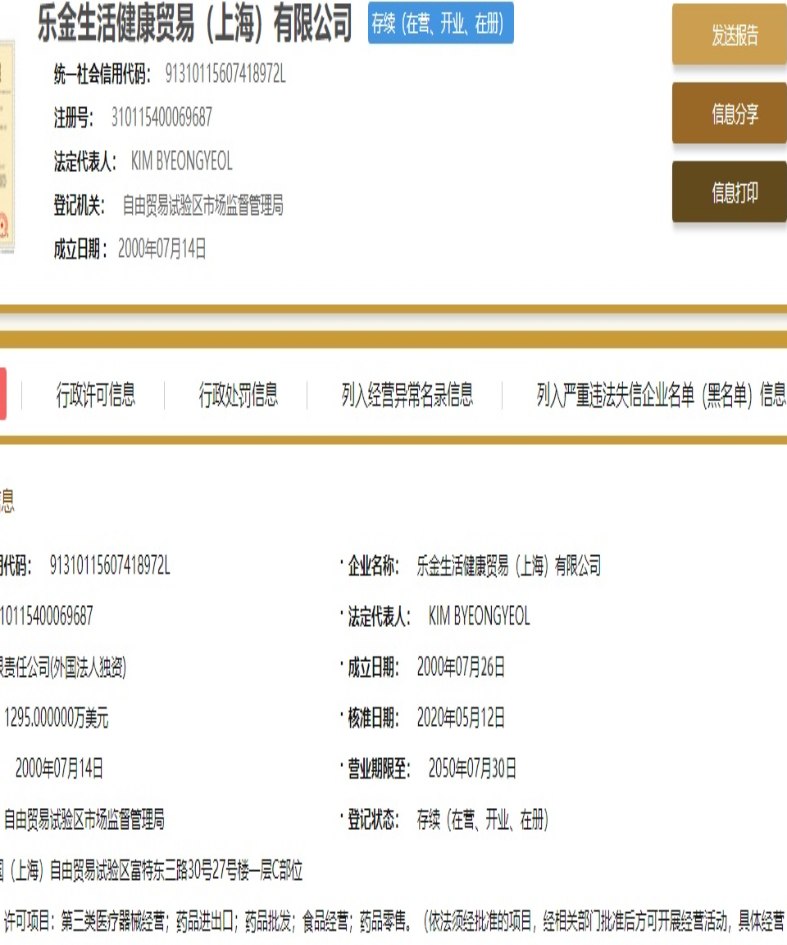 乐金生活健康贸易（上海）有限公司 存续（在营、开业、在册）
发送报告
统一社会信用代码： 91310115607418972L
注册号： 310115400069687
信息分享
法定代表人： KIM BYEONGYEOL
登记机关： 自由贸易试验区市场监督管理局
信息打印
成立日期： 2000年07月14日
行政许可信息 行政处罚信息 列入经营异常名录信息 列入严重违法失信企业名单（黑名单）信息
息
代码： 91310115607418972L ·企业名称： 乐金生活健康贸易（上海）有限公司
10115400069687 ·法定代表人： KIM BYEONGYEOL
责任公司(外国法人独资) ·成立日期： 2000年07月26日
1295.000000万美元 ·核准日期： 2020年05月12日
2000年07月14日 ·营业期限至： 2050年07月30日
自由贸易试验区市场监督管理局 ·登记状态： 存续（在营、开业、在册）
（上海）自由贸易试验区富特东三路30号27号楼一层C部位
许可项目：第三类医疗器械经营；药品进出口；药品批发；食品经营；药品零售。（依法须经批准的项目，经相关部门批准后方可开展经营活动，具体经营